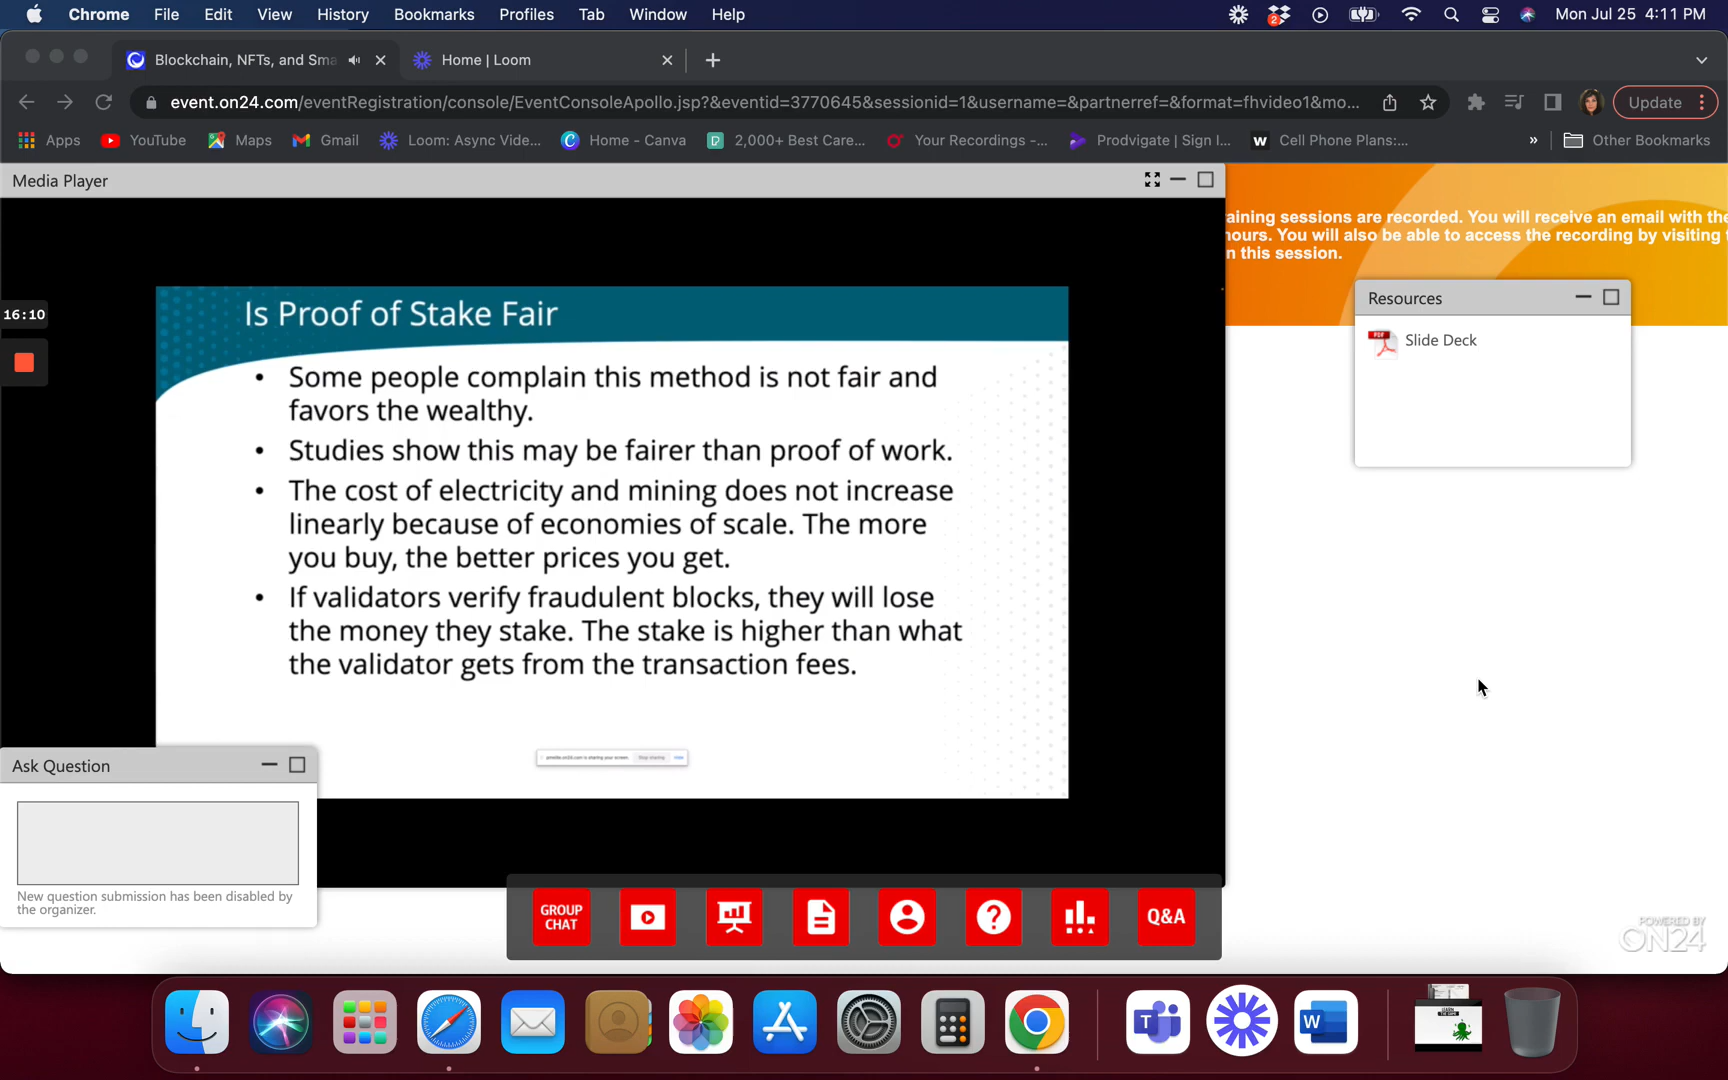 Chrome File Edit View History Bookmarks Profiles Tab Window Help
2
Mon Jul 25 4:11 PM
Blockchain, NFTs, and Sma
Home | Loom
event.on24.com/eventRegistration/console/EventConsoleApollo.jsp?&eventid=3770645&sessionid=1&username=&partnerref=&format=fhvideo1&mo...
Update
Apps YouTube Maps Gmail Loom: Async Vide... Home - Canva 2,000+ Best Care... Your Recordings -... Prodvigate | Sign I... Cell Phone Plans:... » Other Bookmarks
Media Player
aining sessions are recorded. You will receive an email with the
hours. You will also be able to access the recording by visiting
n this session.
Resources
PDF
Slide Deck
16:10
Is Proof of Stake Fair
• Some people complain this method is not fair and
favors the wealthy.
• Studies show this may be fairer than proof of work.
• The cost of electricity and mining does not increase
linearly because of economies of scale. The more
you buy, the better prices you get.
• If validators verify fraudulent blocks, they will lose
the money they stake. The stake is higher than what
the validator gets from the transaction fees.
Stop sharing Hide
Ask Question
New question submission has been disabled by
the organizer.
GROUP
CHAT
Q&A
POWERED BY
ON24